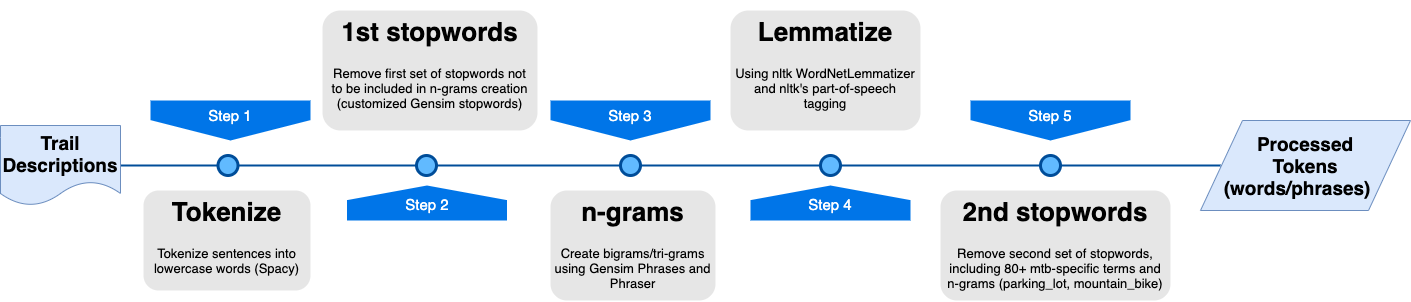 Trail
Descriptions
Step 1
Tokenize
Tokenize sentences into
lowercase words (Spacy)
1st stopwords
Remove first set of stopwords not
to be included in n-grams creation
(customized Gensim stopwords)
Step 2
Step 3
n-grams
Create bigrams/tri-grams
using Gensim Phrases and
Phraser
Lemmatize
Using nltk WordNetLemmatizer
and nltk's part-of-speech
tagging
Step 4
Step 5
2nd stopwords
Remove second set of stopwords,
including 80+ mtb-specific terms and
n-grams (parking_lot, mountain_bike)
Processed
Tokens
(words/phrases)